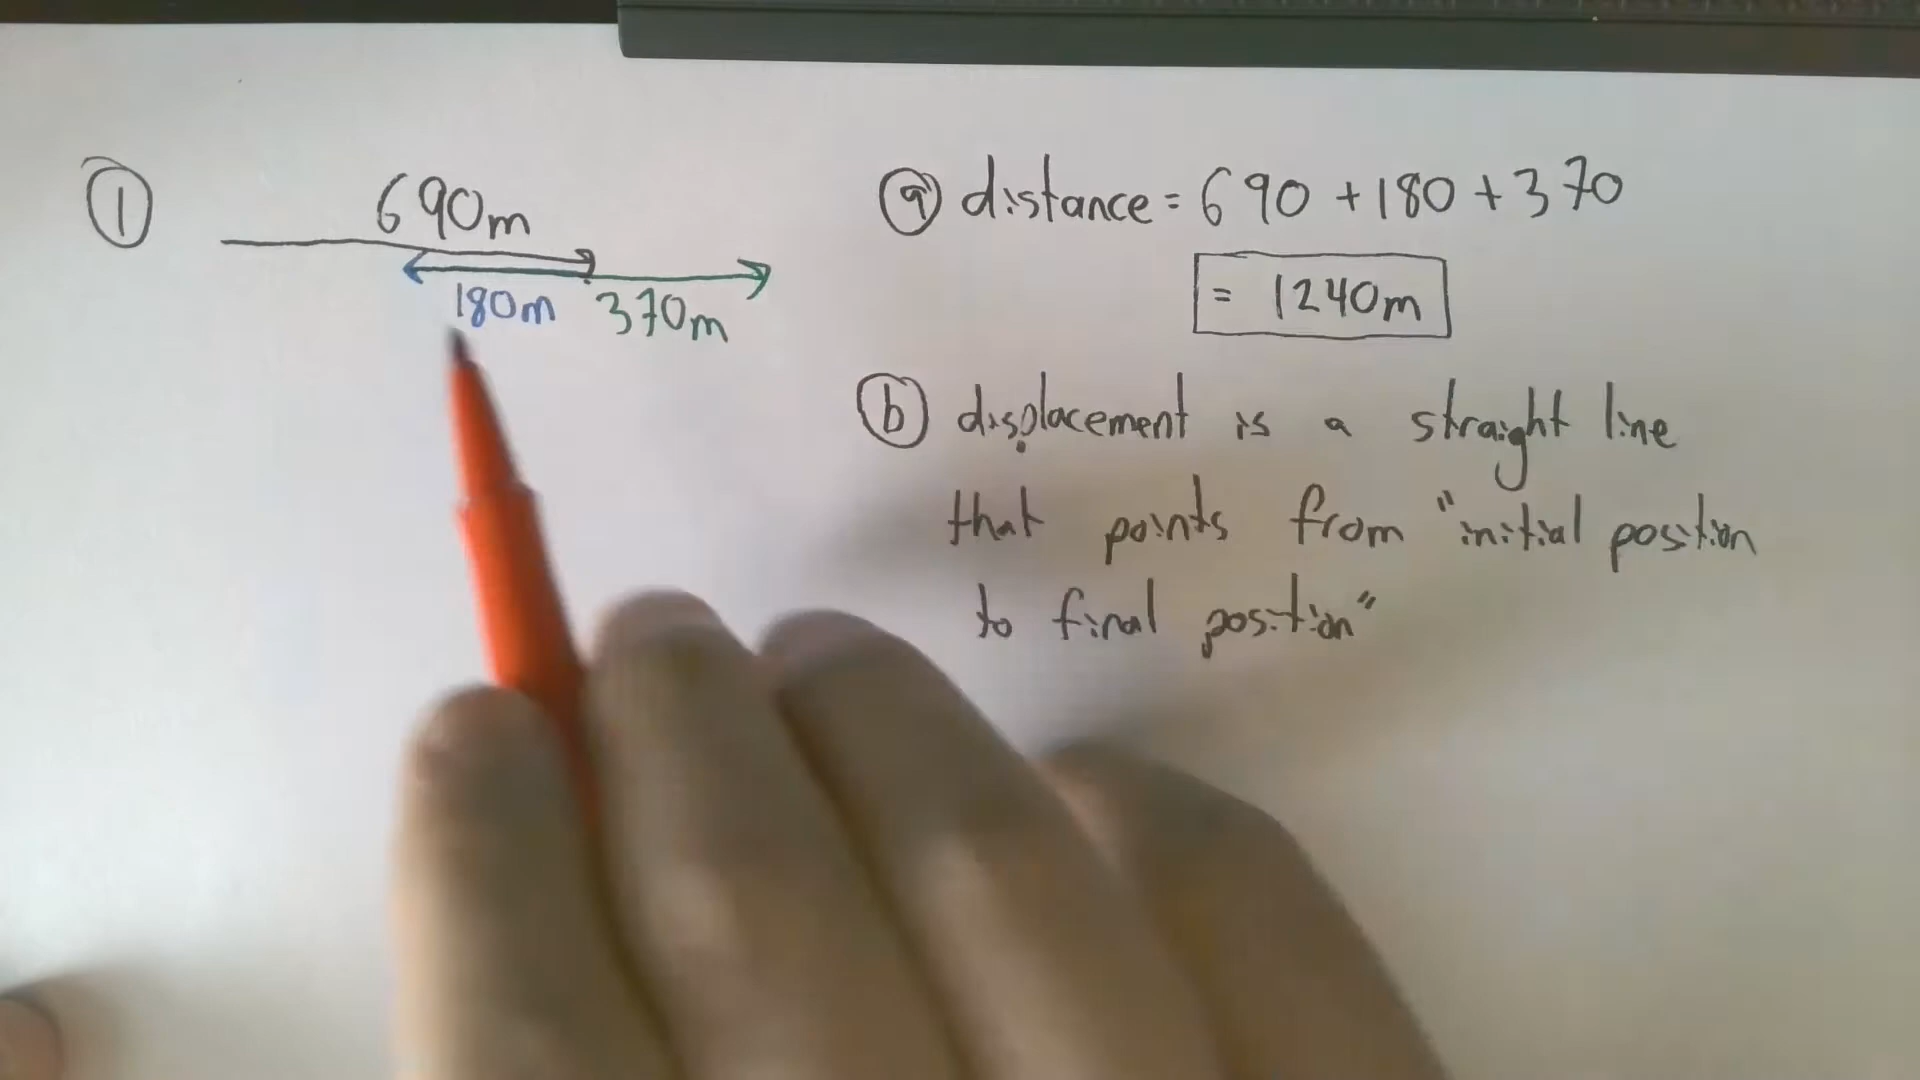 ① 690m
180m 370m
ⓐ distance = 690 + 180 + 370
= 1240m
ⓑ displacement is a straight line
that points from "initial position
to final position"